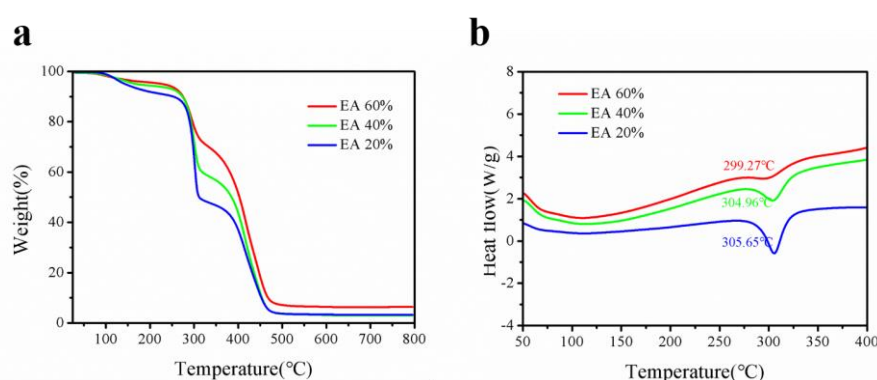 a
100
80
60
40
20
0
Weight(%)
EA 60%
EA 40%
EA 20%
100 200 300 400 500 600 700 800
Temperature(℃)
b
8
6
4
2
0
-2
-4
Heat flow(W/g)
EA 60%
EA 40%
EA 20%
299.27℃
304.96℃
305.65℃
50 100 150 200 250 300 350 400
Temperature(℃)